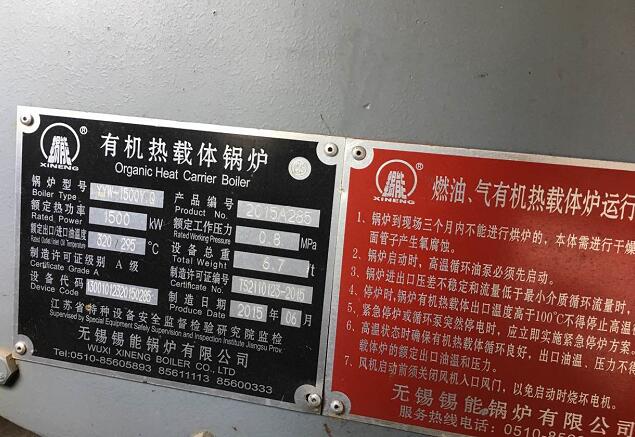 锡能
XINENG
®
有机热载体锅炉
Organic Heat Carrier Boiler
锅炉型号 YYW-1500Y.Q 产品编号 2015A285
Boiler Type Product No.
额定热功率 1500 kW 额定工作压力 0.8 MPa
Rated Power Rated Working Pressure
额定出口/进口油温度 320/295 °C 设备总重 6.7 t
Rated Outlet/Inlet Oil Temperature Total Weight
制造许可证级别 A 级 制造许可证编号 TS2110123-2015
Certificate Grade A Certificate No.
设备代码 制造日期 2015 年 06 月
Device Code Produce Date
江苏省特种设备安全监督检验研究院监检
Supervised by Special Equipment Safety Supervision and Inspection Institute Jiangsu Prov.
无锡锡能锅炉有限公司
WUXI XINENG BOILER CO., LTD
Tel:0510-85605893 85611113 85600333
锡能
XINENG
®
燃油、气有机热载体炉运行
1、锅炉到现场三个月内不能进行烘炉的，本体需进行干燥
面管子产生氧腐蚀。
2、锅炉启动时，高温循环油泵必须先启动。
3、锅炉进出口压差不稳定和流量低于最小介质循环流量时，
4、停炉时，锅炉有机热载体出口温度高于100°C不得停止高温循
5、紧急停炉或循环泵突然停电时，应立即实施紧急停炉方案。
6、高温状态时确保有机热载体循环良好，出口油温、压力不得
载体炉的额定出口油温和压力。
7、风机启动前须关闭风机入口风门，以免启动时烧坏电机。
无锡锡能锅炉有限公司
服务热线电话：0510-85